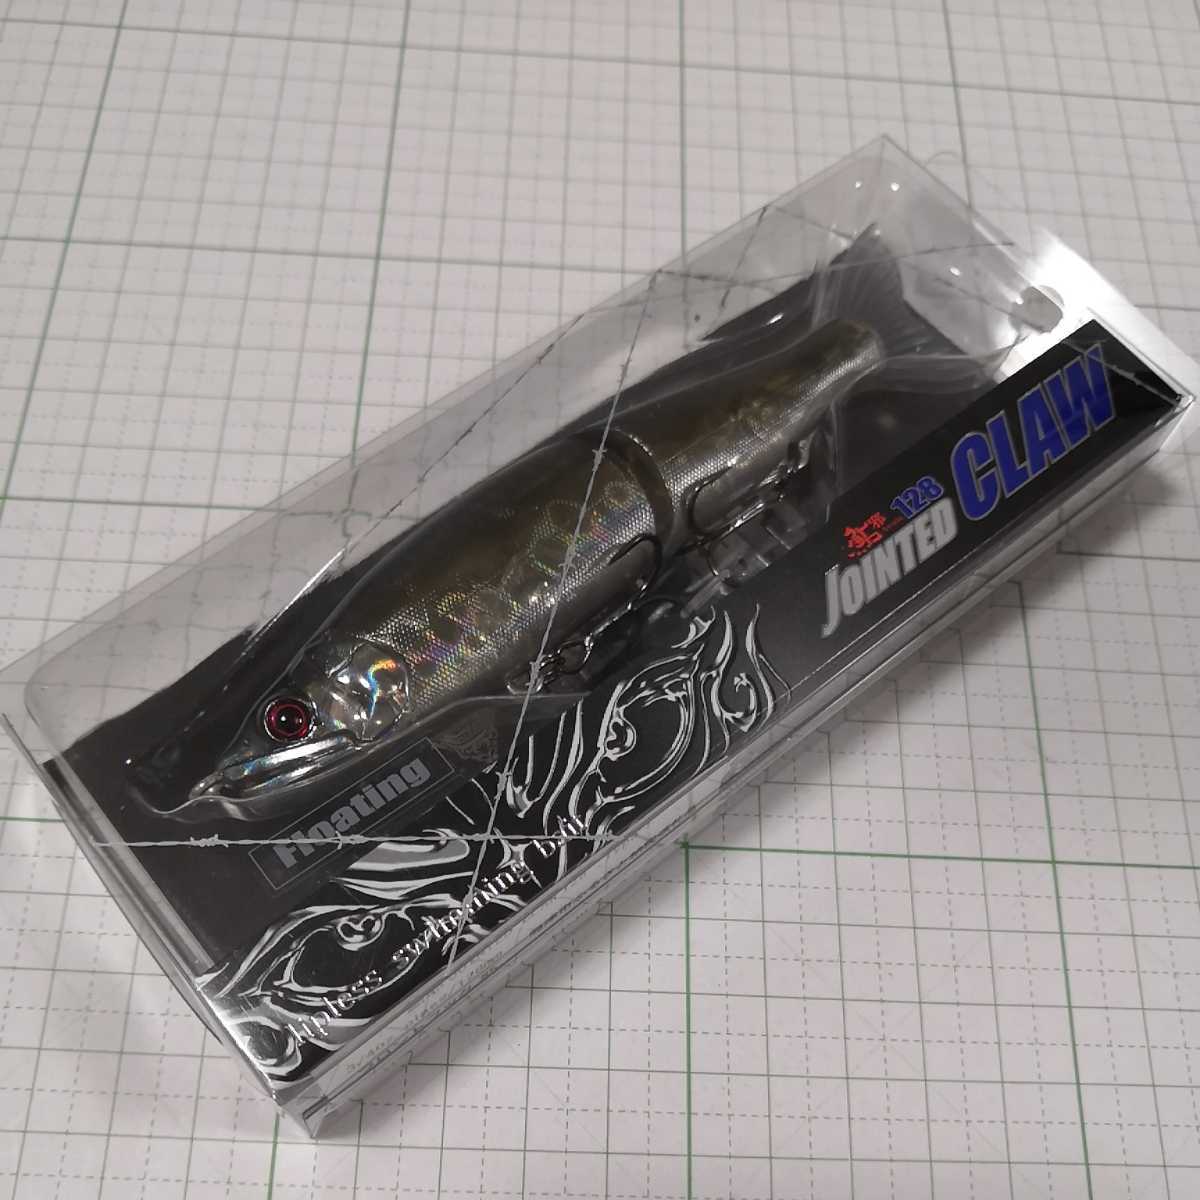 128
JOINTED
CLAW
Floating
lipless swimming bait